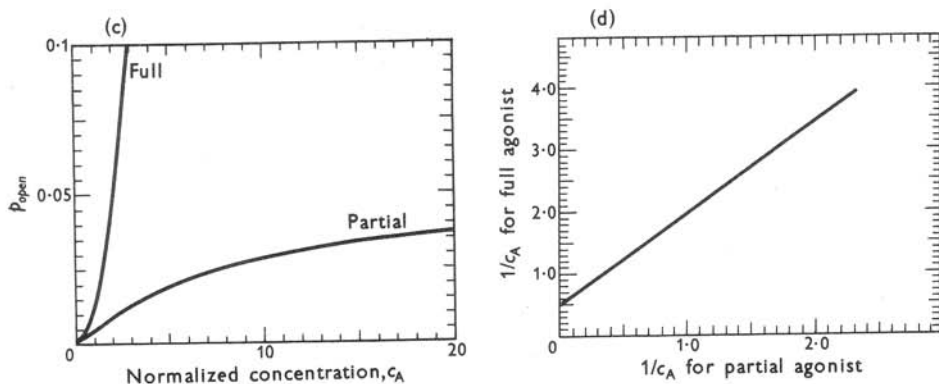 (c)
0·1
Full
0·05
Partial
p_open
0
10
20
Normalized concentration, c_A
(d)
4·0
3·0
2·0
1·0
0
1·0
2·0
1/c_A for full agonist
1/c_A for partial agonist